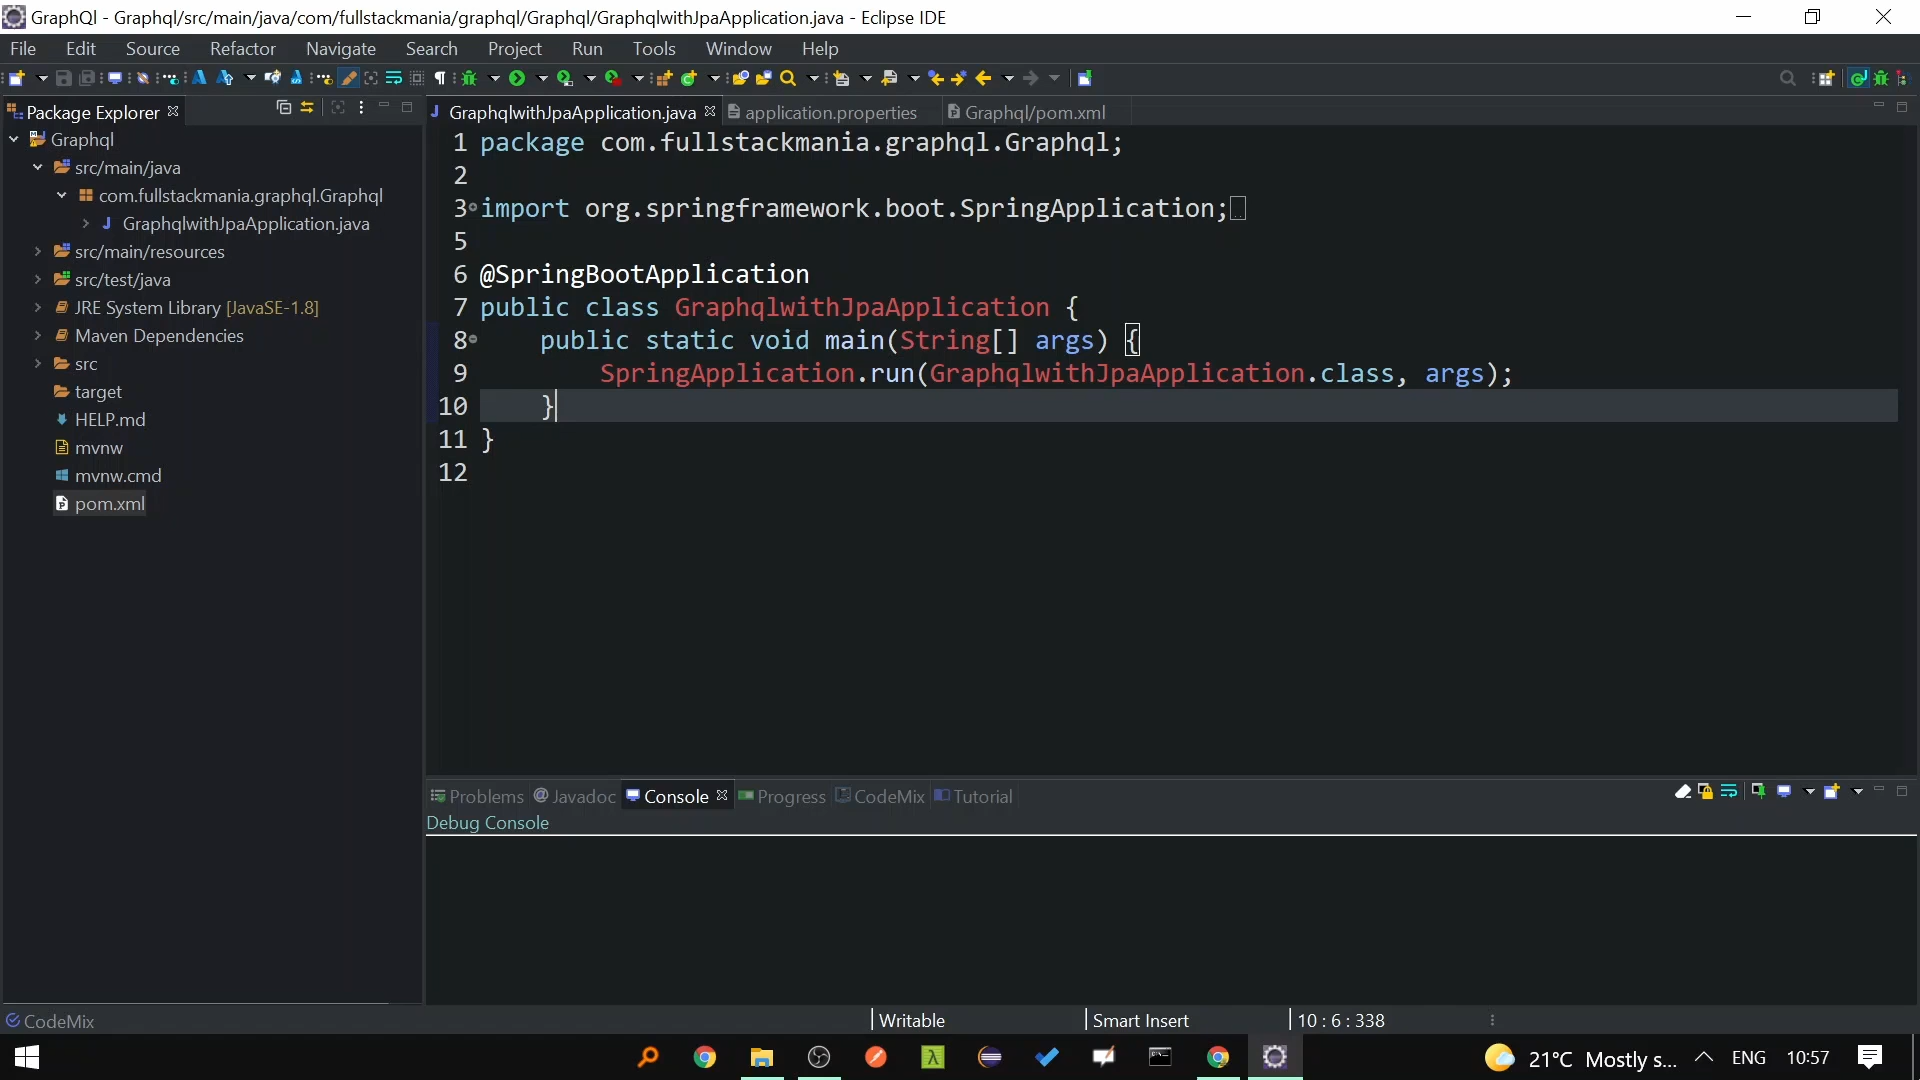 GraphQl - Graphql/src/main/java/com/fullstackmania/graphql/Graphql/GraphqlwithJpaApplication.java - Eclipse IDE
File Edit Source Refactor Navigate Search Project Run Tools Window Help
Package Explorer
Graphql
src/main/java
com.fullstackmania.graphql.Graphql
GraphqlwithJpaApplication.java
src/main/resources
src/test/java
JRE System Library [JavaSE-1.8]
Maven Dependencies
src
target
HELP.md
mvnw
mvnw.cmd
pom.xml
GraphqlwithJpaApplication.java application.properties Graphql/pom.xml
1 package com.fullstackmania.graphql.Graphql;
2
3 import org.springframework.boot.SpringApplication;
5
6 @SpringBootApplication
7 public class GraphqlwithJpaApplication {
8 public static void main(String[] args) {
9 SpringApplication.run(GraphqlwithJpaApplication.class, args);
10 }
11 }
12
Problems @ Javadoc Console Progress CodeMix Tutorial
Debug Console
CodeMix Writable Smart Insert 10 : 6 : 338
21°C Mostly s... ENG 10:57